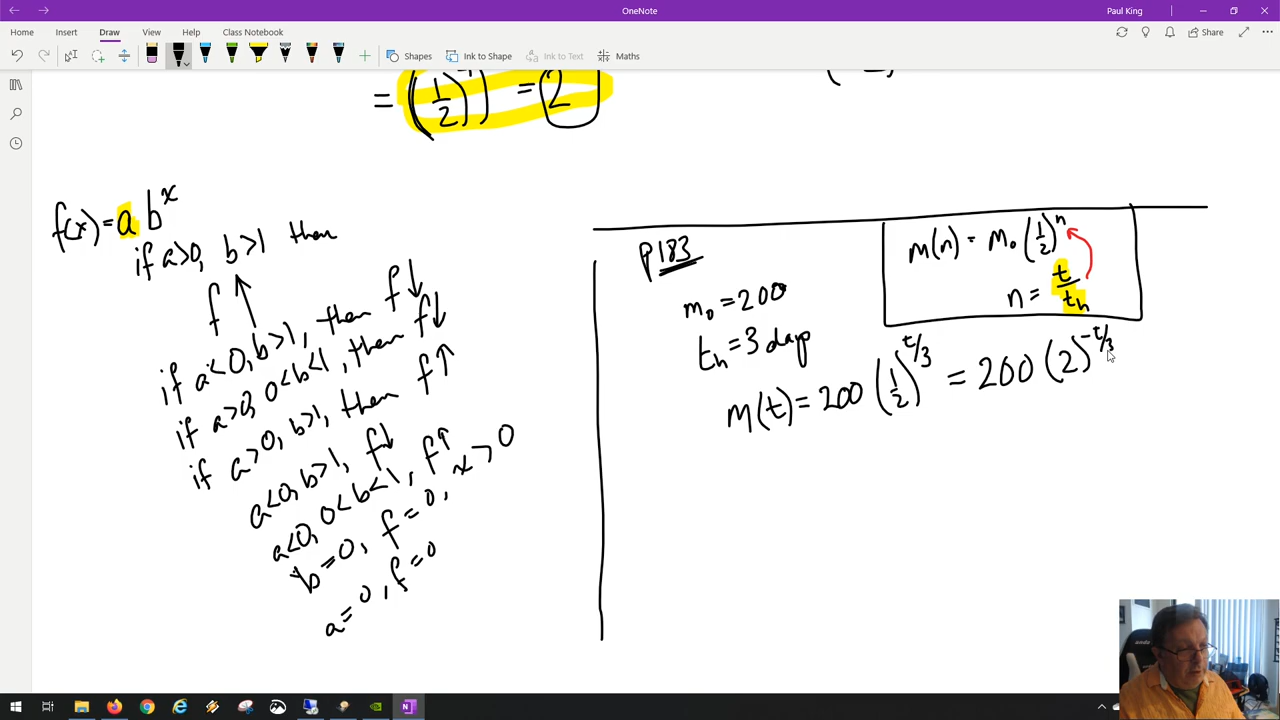 OneNote
Paul King
Home Insert Draw View Help Class Notebook
Share
Shapes Ink to Shape Ink to Text Maths
= (1/2) = 2
f(x) = a b^x
if a>0, b>1 then
f
if a<0, b>1, then f↓
if a>0, 0<b<1, then f↓
if a>0, b>1, then f↑
a<0, b>1, f↓
a<0, 0<b<1, f↑
b=0, f=0, x>0
a=0, f=0
p183
m₀ = 200
t_h = 3 days
m(n) = m₀ (1/2)^n
n = t/t_h
m(t) = 200 (1/2)^(t/3) = 200 (2)^(-t/3)